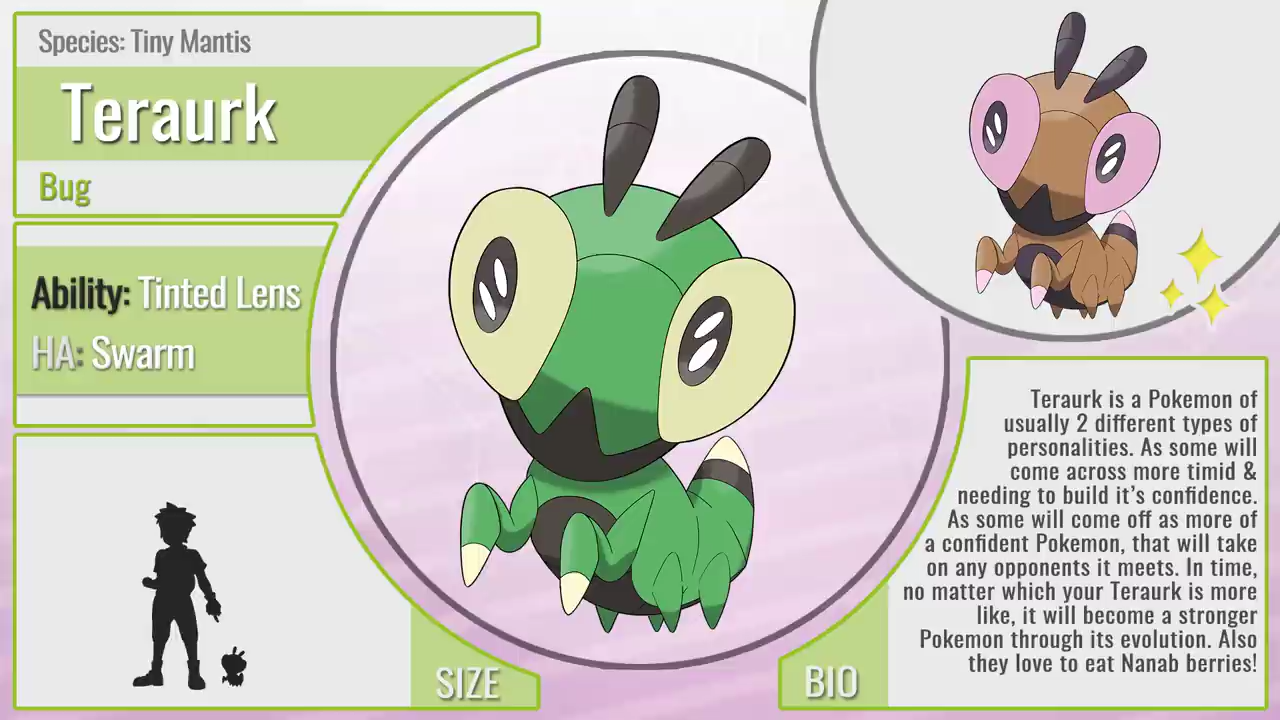 Species: Tiny Mantis
Teraurk
Bug
Ability: Tinted Lens
HA: Swarm
SIZE
BIO
Teraurk is a Pokemon of
usually 2 different types of
personalities. As some will
come across more timid &
needing to build it’s confidence.
As some will come off as more of
a confident Pokemon, that will take
on any opponents it meets. In time,
no matter which your Teraurk is more
like, it will become a stronger
Pokemon through its evolution. Also
they love to eat Nanab berries!